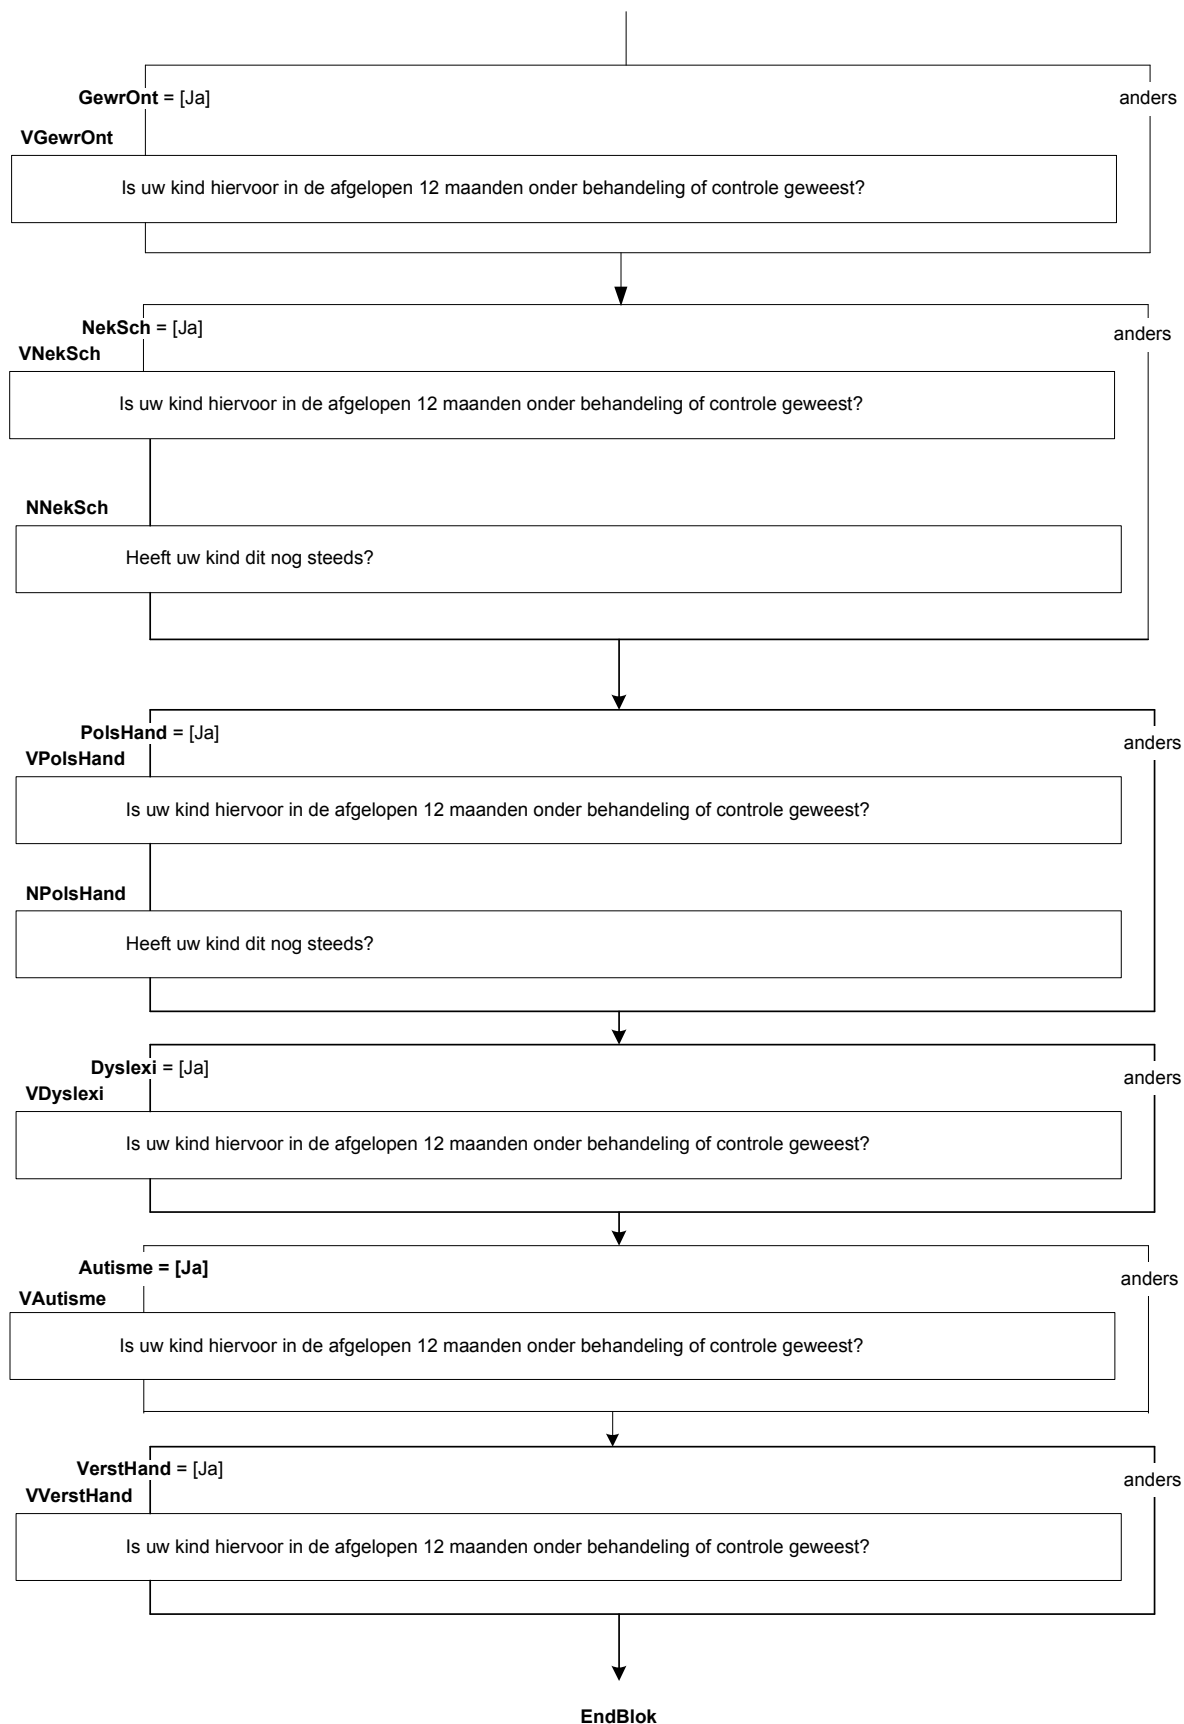 GewrOnt = [Ja]
anders
VGewrOnt
Is uw kind hiervoor in de afgelopen 12 maanden onder behandeling of controle geweest?
NekSch = [Ja]
anders
VNekSch
Is uw kind hiervoor in de afgelopen 12 maanden onder behandeling of controle geweest?
NNekSch
Heeft uw kind dit nog steeds?
PolsHand = [Ja]
anders
VPolsHand
Is uw kind hiervoor in de afgelopen 12 maanden onder behandeling of controle geweest?
NPolsHand
Heeft uw kind dit nog steeds?
Dyslexi = [Ja]
anders
VDyslexi
Is uw kind hiervoor in de afgelopen 12 maanden onder behandeling of controle geweest?
Autisme = [Ja]
anders
VAutisme
Is uw kind hiervoor in de afgelopen 12 maanden onder behandeling of controle geweest?
VerstHand = [Ja]
anders
VVerstHand
Is uw kind hiervoor in de afgelopen 12 maanden onder behandeling of controle geweest?
EndBlok